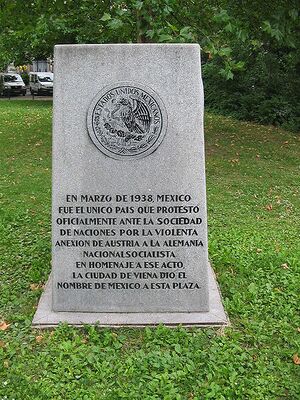 ESTADOS UNIDOS MEXICANOS
EN MARZO DE 1938, MEXICO
FUE EL UNICO PAIS QUE PROTESTO
OFICIALMENTE ANTE LA SOCIEDAD
DE NACIONES POR LA VIOLENTA
ANEXION DE AUSTRIA A LA ALEMANIA
NACIONALSOCIALISTA.
EN HOMENAJE A ESE ACTO,
LA CIUDAD DE VIENA DIO EL
NOMBRE DE MEXICO A ESTA PLAZA.